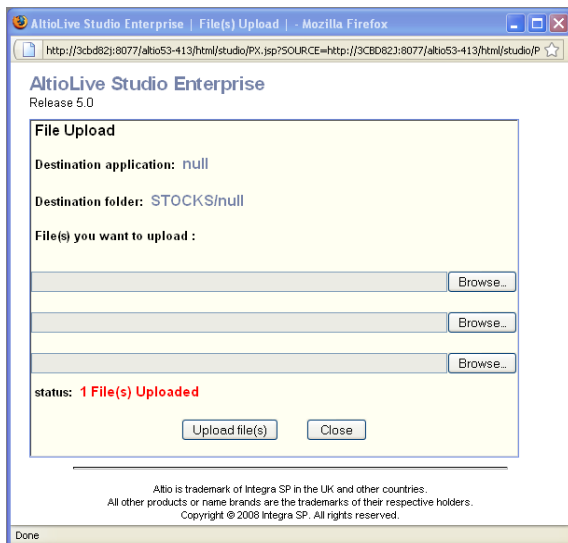 AltioLive Studio Enterprise | File(s) Upload | - Mozilla Firefox
http://3cbd82j:8077/altio53-413/html/studio/PX.jsp?SOURCE=http://3CBD82J:8077/altio53-413/html/studio/P
AltioLive Studio Enterprise
Release 5.0
File Upload
Destination application: null
Destination folder: STOCKS/null
File(s) you want to upload :
Browse...
Browse...
Browse...
status: 1 File(s) Uploaded
Upload file(s) Close
Altio is trademark of Integra SP in the UK and other countries.
All other products or name brands are the trademarks of their respective holders.
Copyright © 2008 Integra SP. All rights reserved.
Done